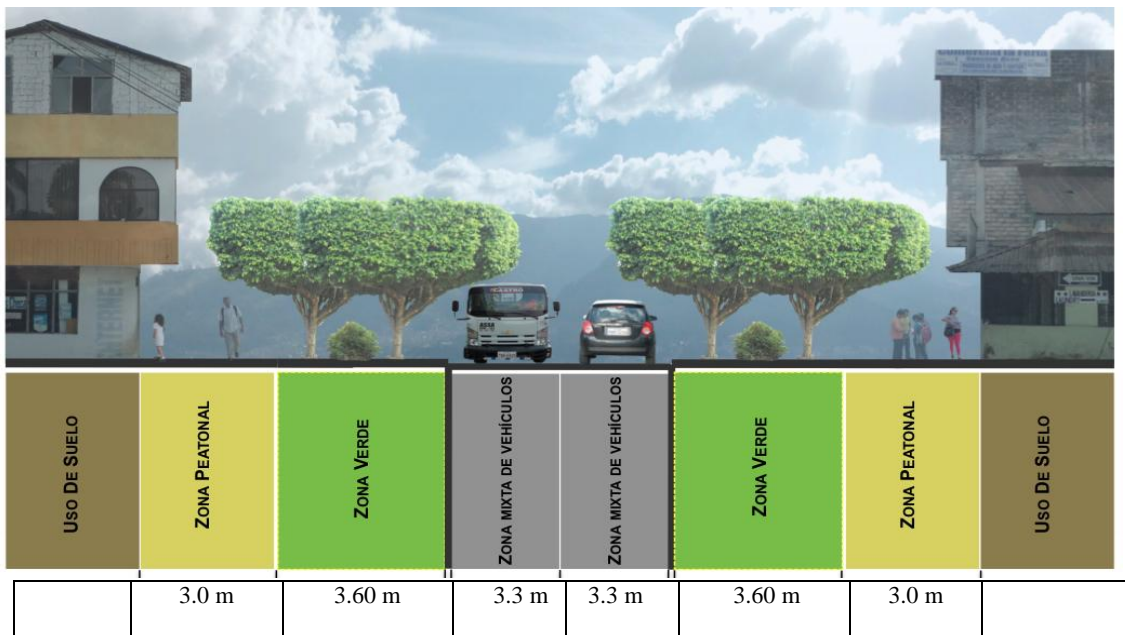 USO DE SUELO
ZONA PEATONAL
ZONA VERDE
ZONA MIXTA DE VEHÍCULOS
ZONA MIXTA DE VEHÍCULOS
ZONA VERDE
ZONA PEATONAL
USO DE SUELO
3.0 m
3.60 m
3.3 m
3.3 m
3.60 m
3.0 m